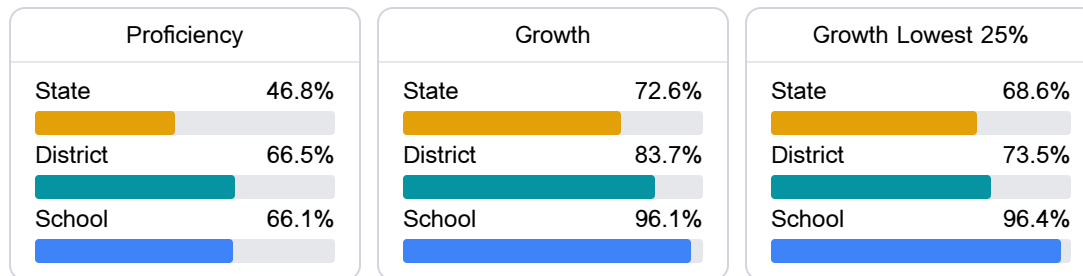 Proficiency
State 46.8%
District 66.5%
School 66.1%
Growth
State 72.6%
District 83.7%
School 96.1%
Growth Lowest 25%
State 68.6%
District 73.5%
School 96.4%